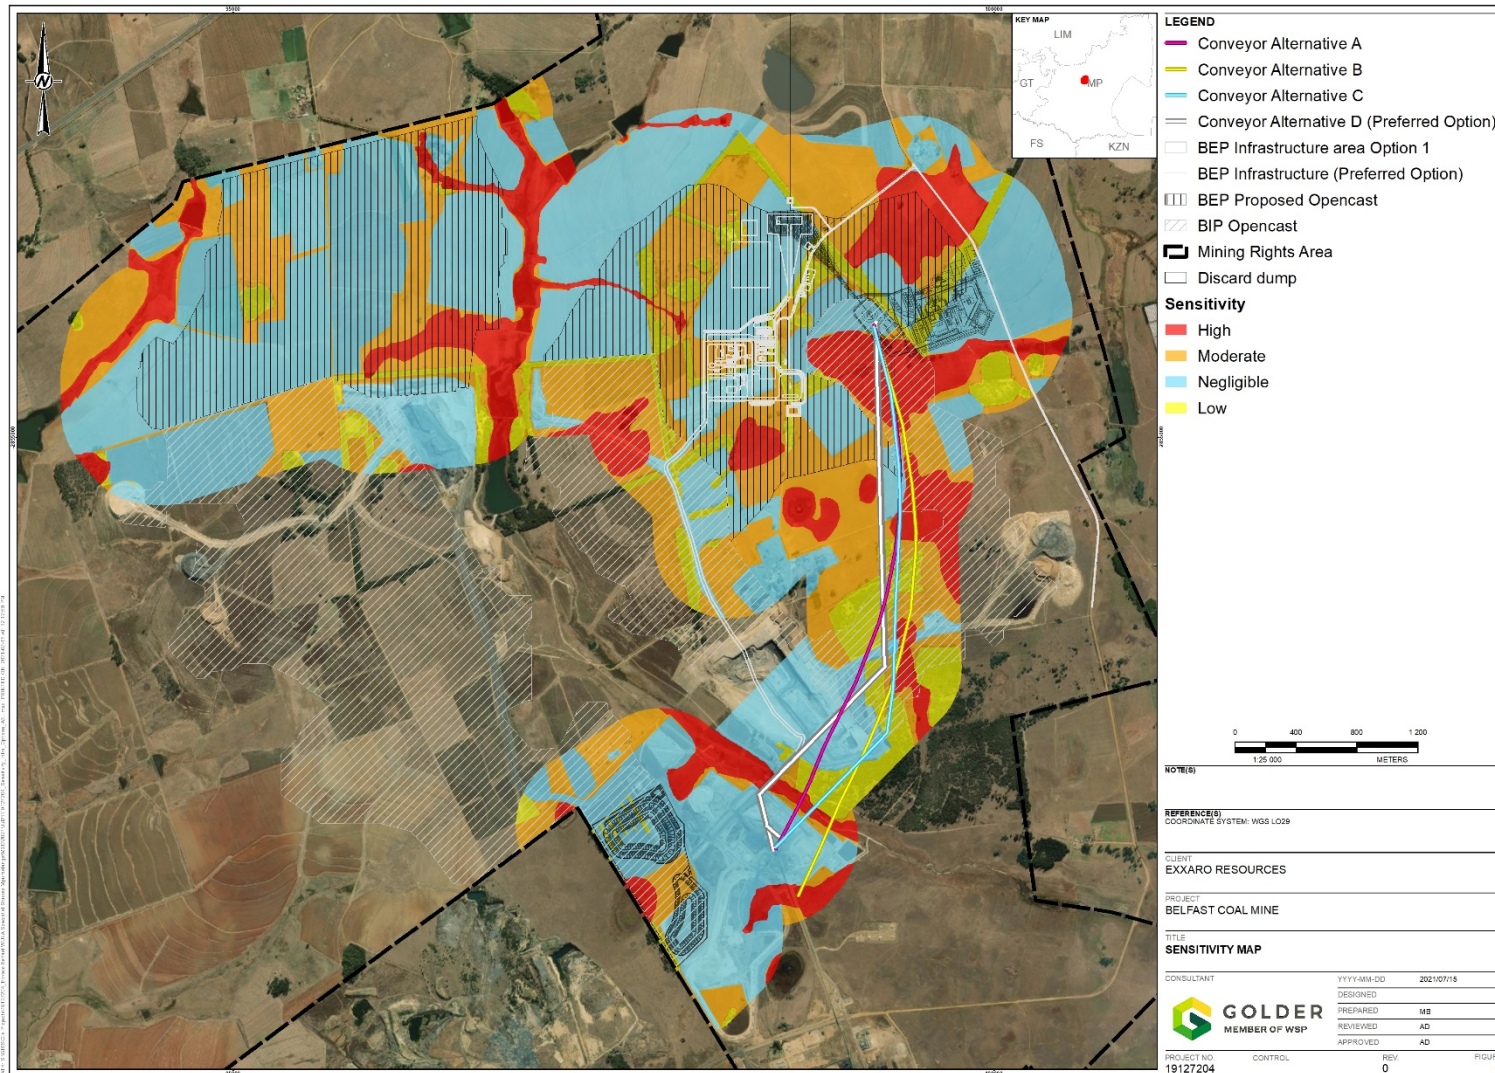 95000
100000
N
KEY MAP
LIM
GT
MP
FS
KZN
LEGEND
Conveyor Alternative A
Conveyor Alternative B
Conveyor Alternative C
Conveyor Alternative D (Preferred Option)
BEP Infrastructure area Option 1
BEP Infrastructure (Preferred Option)
BEP Proposed Opencast
BIP Opencast
Mining Rights Area
Discard dump
Sensitivity
High
Moderate
Negligible
Low
0 400 800 1 200
1:25 000 METERS
NOTE(S)
REFERENCE(S)
COORDINATE SYSTEM: WGS LO29
CLIENT
EXXARO RESOURCES
PROJECT
BELFAST COAL MINE
TITLE
SENSITIVITY MAP
CONSULTANT
YYYY-MM-DD 2021/07/15
DESIGNED
PREPARED MB
REVIEWED AD
APPROVED AD
GOLDER
MEMBER OF WSP
PROJECT NO. CONTROL REV. FIGUR
19127204 0